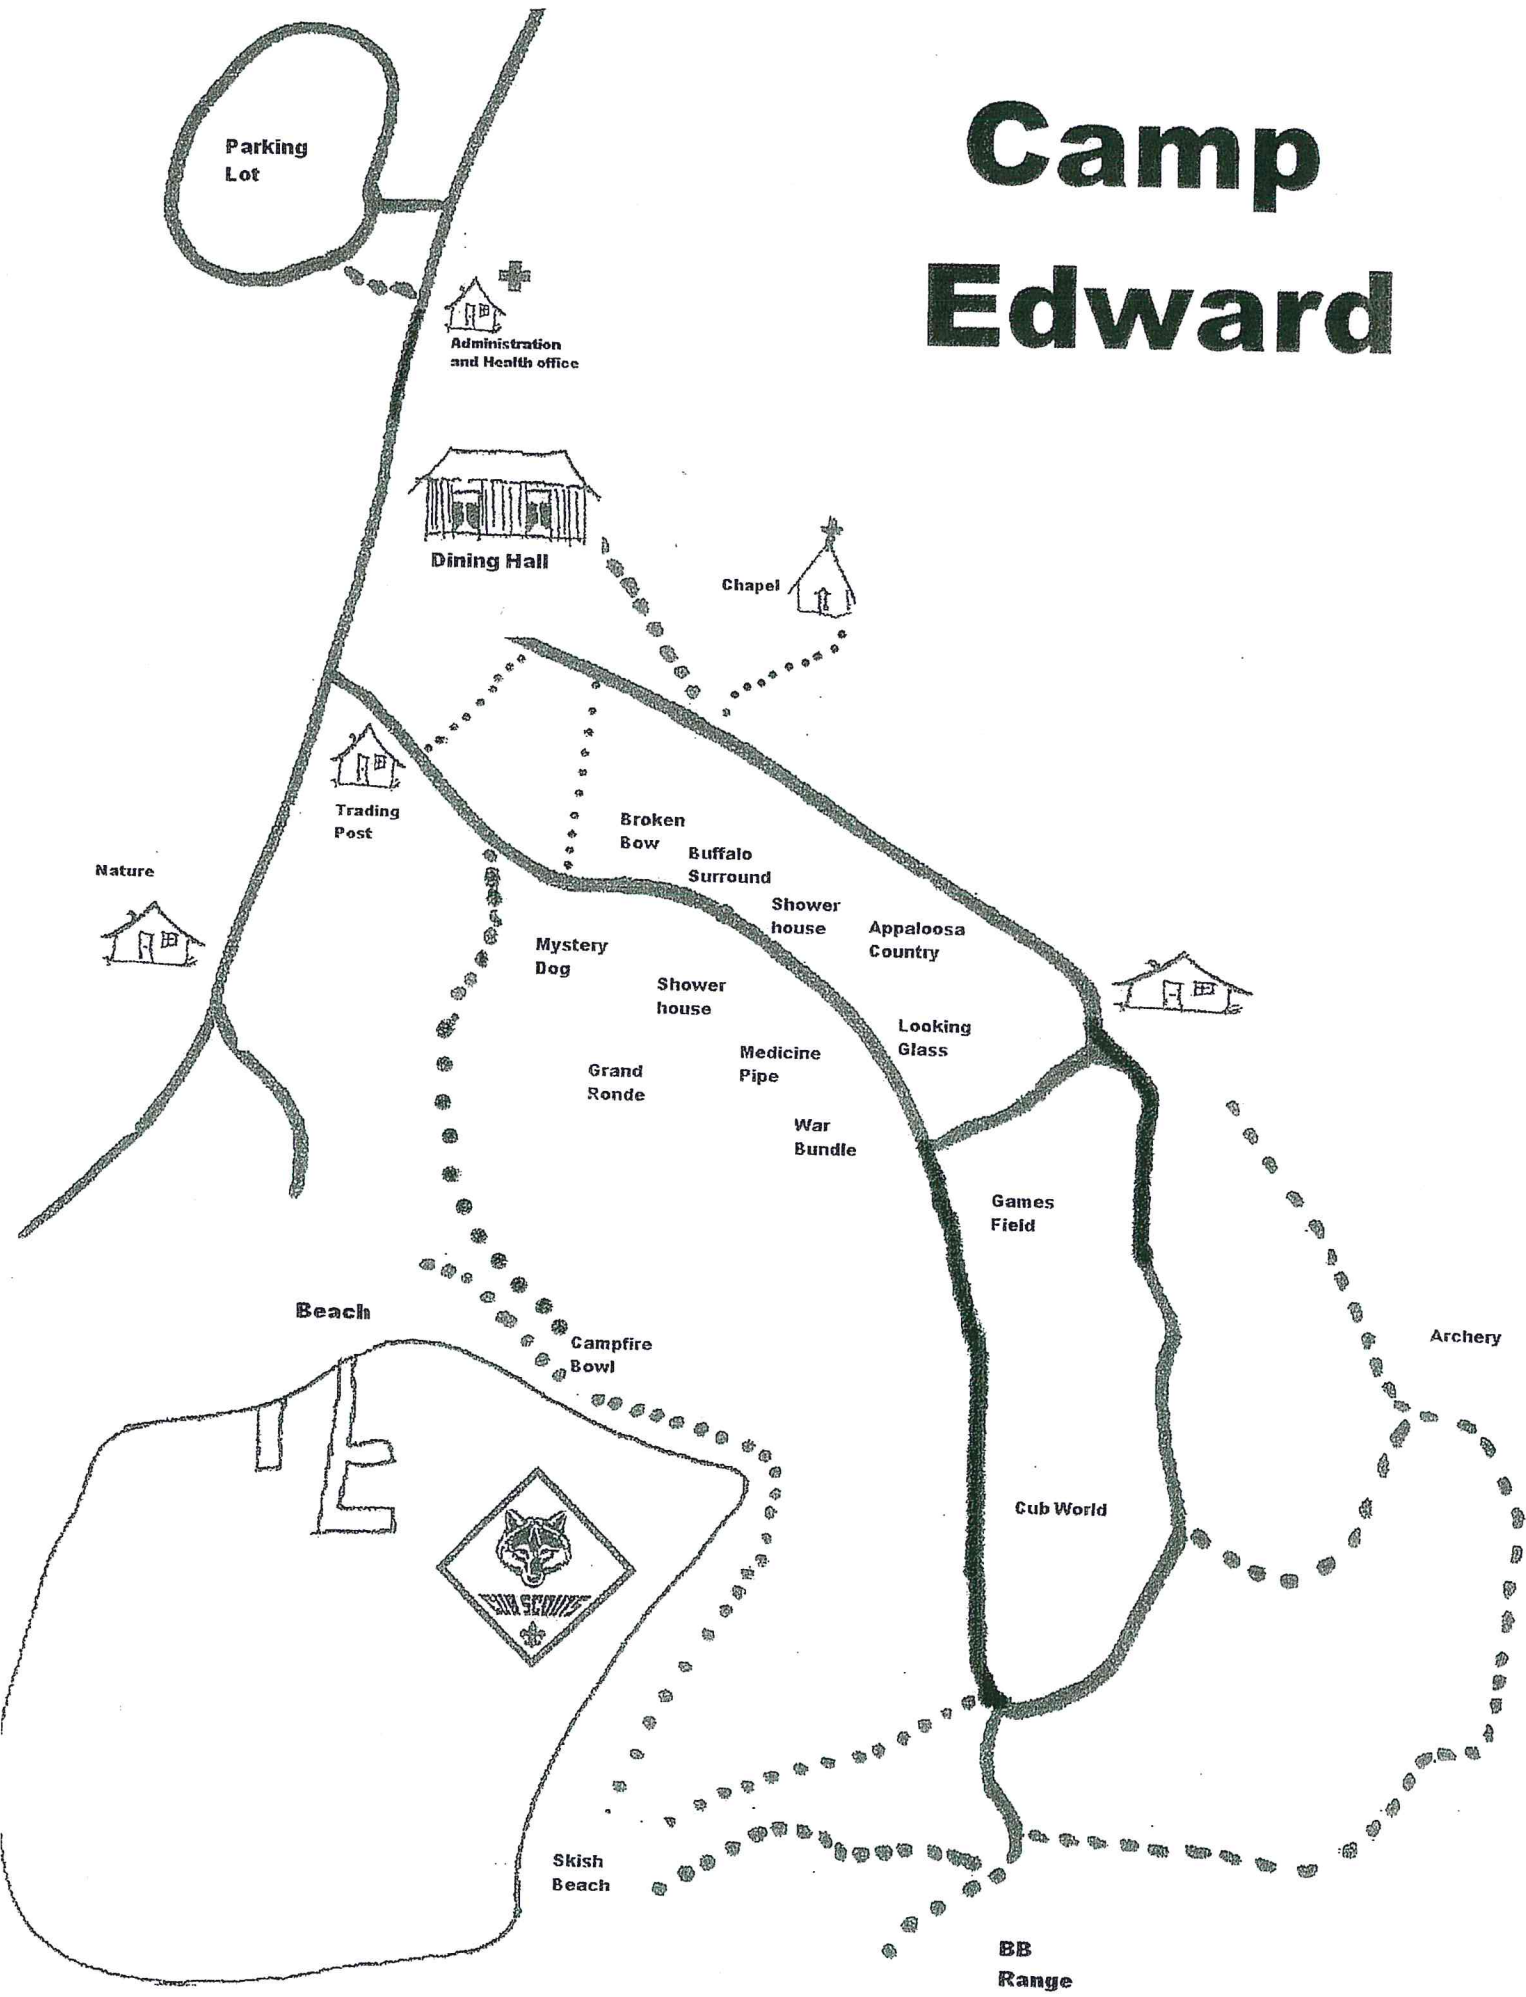 Camp
Edward
Parking
Lot
Administration
and Health office
Dining Hall
Chapel
Trading
Post
Broken
Bow
Buffalo
Surround
Nature
Shower
house
Appaloosa
Country
Mystery
Dog
Shower
house
Looking
Glass
Medicine
Pipe
Grand
Ronde
War
Bundle
Games
Field
Beach
Campfire
Bowl
Archery
Cub World
CUB SCOUTS
Skish
Beach
BB
Range